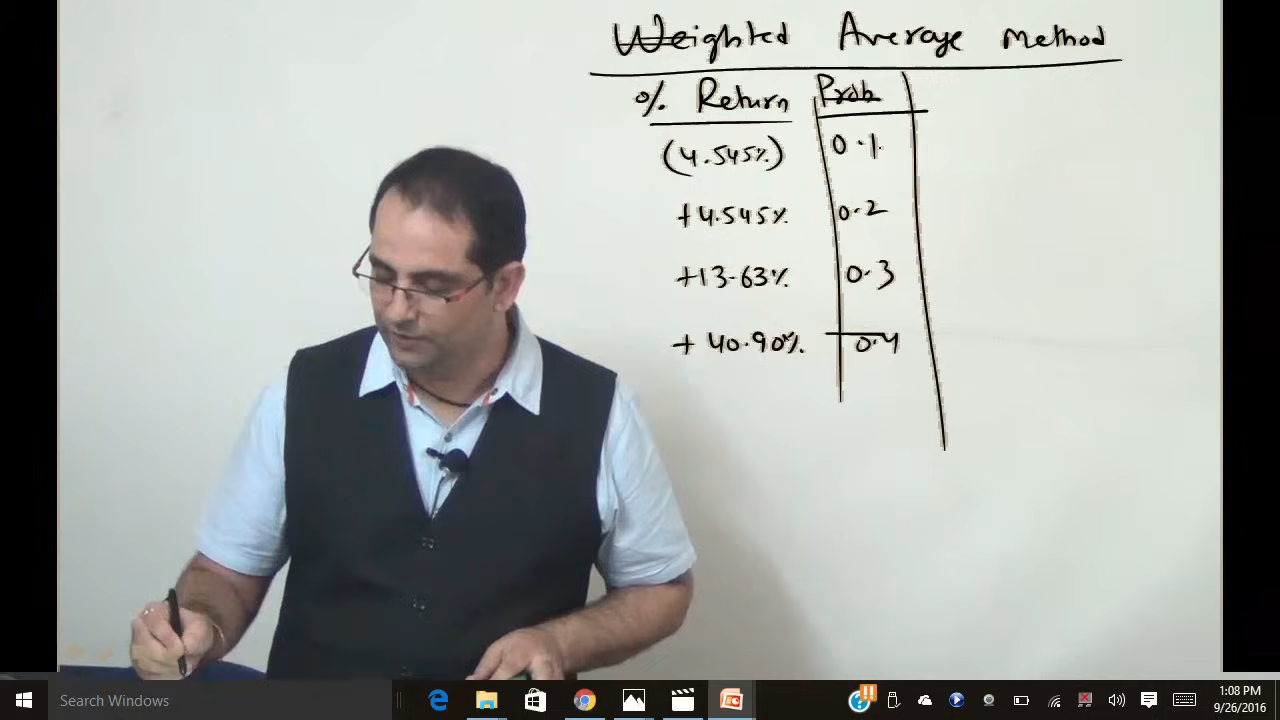 Weighted Average Method
% Return Prob
(4.545%) 0.1
+4.545% 0.2
+13.63% 0.3
+ 40.90% 0.4
Search Windows
1:08 PM
9/26/2016